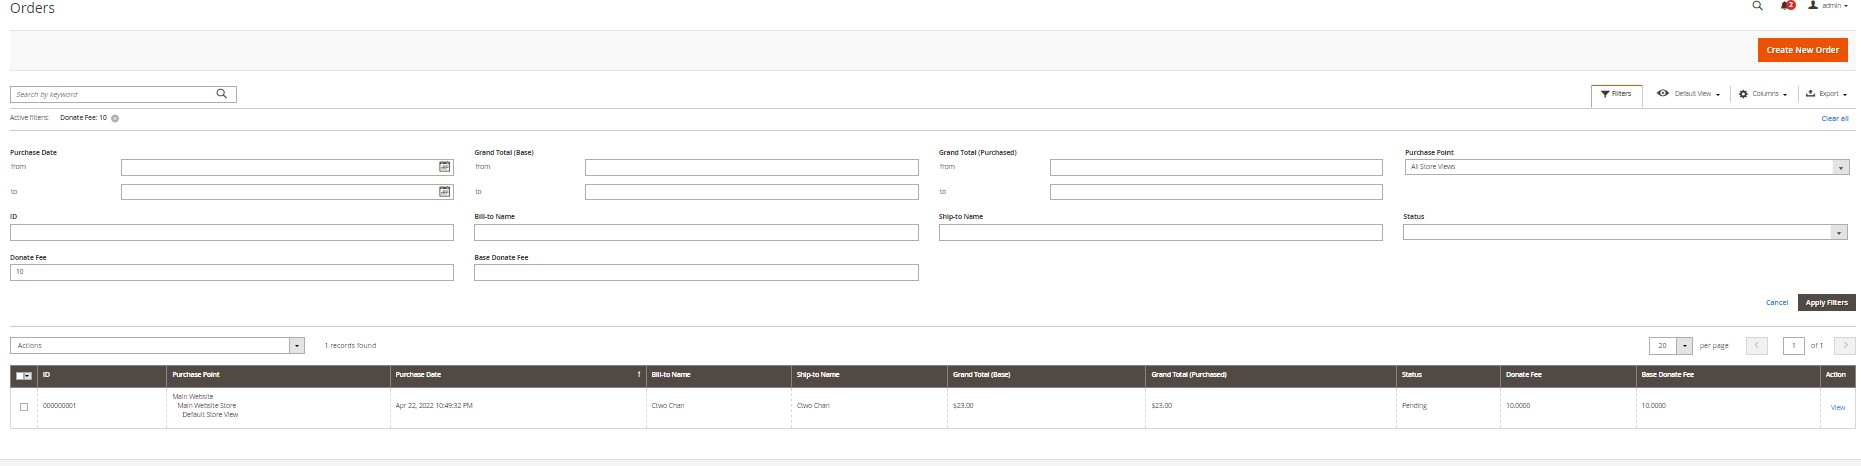 Orders
2
admin
Create New Order
Search by keyword
Filters
Default View
Columns
Export
Active filters: Donate Fee: 10
Clear all
Purchase Date
from
to
Grand Total (Base)
from
to
Grand Total (Purchased)
from
to
Purchase Point
All Store Views
ID
Bill-to Name
Ship-to Name
Status
Donate Fee
10
Base Donate Fee
Cancel
Apply Filters
Actions
1 records found
20 per page
1 of 1
ID Purchase Point Purchase Date ↑ Bill-to Name Ship-to Name Grand Total (Base) Grand Total (Purchased) Status Donate Fee Base Donate Fee Action
000000001
Main Website
Main Website Store
Default Store View
Apr 22, 2022 10:49:32 PM
Ctwo Chan
Ctwo Chan
$23.00
$23.00
Pending
10.0000
10.0000
View